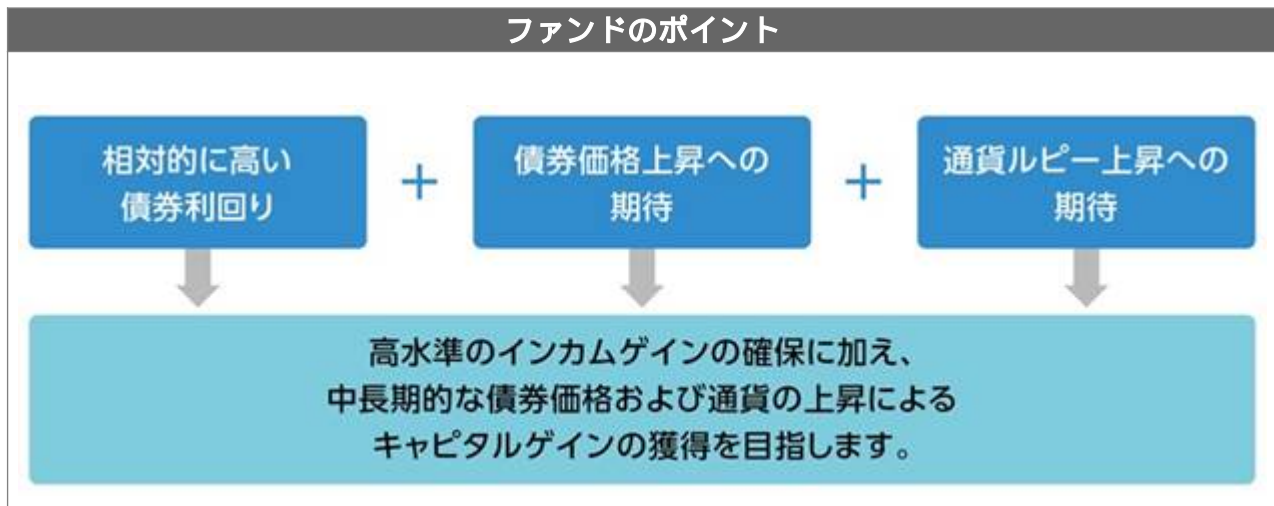 ファンドのポイント
相対的に高い
債券利回り
+
債券価格上昇への
期待
+
通貨ルピー上昇への
期待
高水準のインカムゲインの確保に加え、
中長期的な債券価格および通貨の上昇による
キャピタルゲインの獲得を目指します。